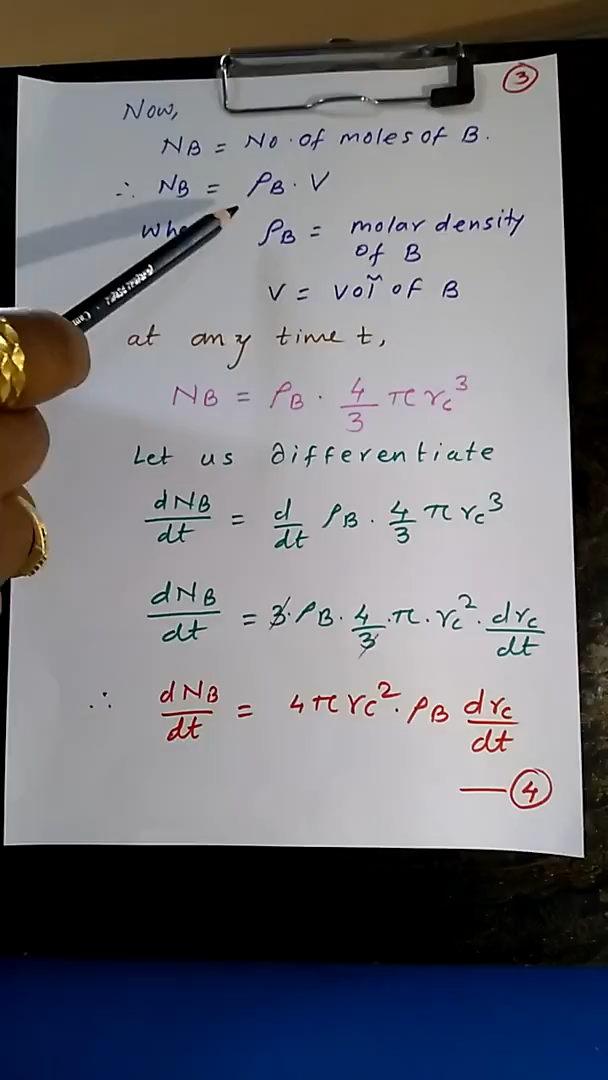 ③
Now,
NB = No. of moles of B.
∴ NB = ρB · V
ρB = molar density
of B
V = vol̃ of B
at any time t,
NB = ρB · 4/3 π rc³
Let us differentiate
dNB/dt = d/dt ρB · 4/3 π rc³
dNB/dt = 3 · ρB · 4/3 · π · rc² · drc/dt
∴ dNB/dt = 4πrc² · ρB drc/dt
— ④